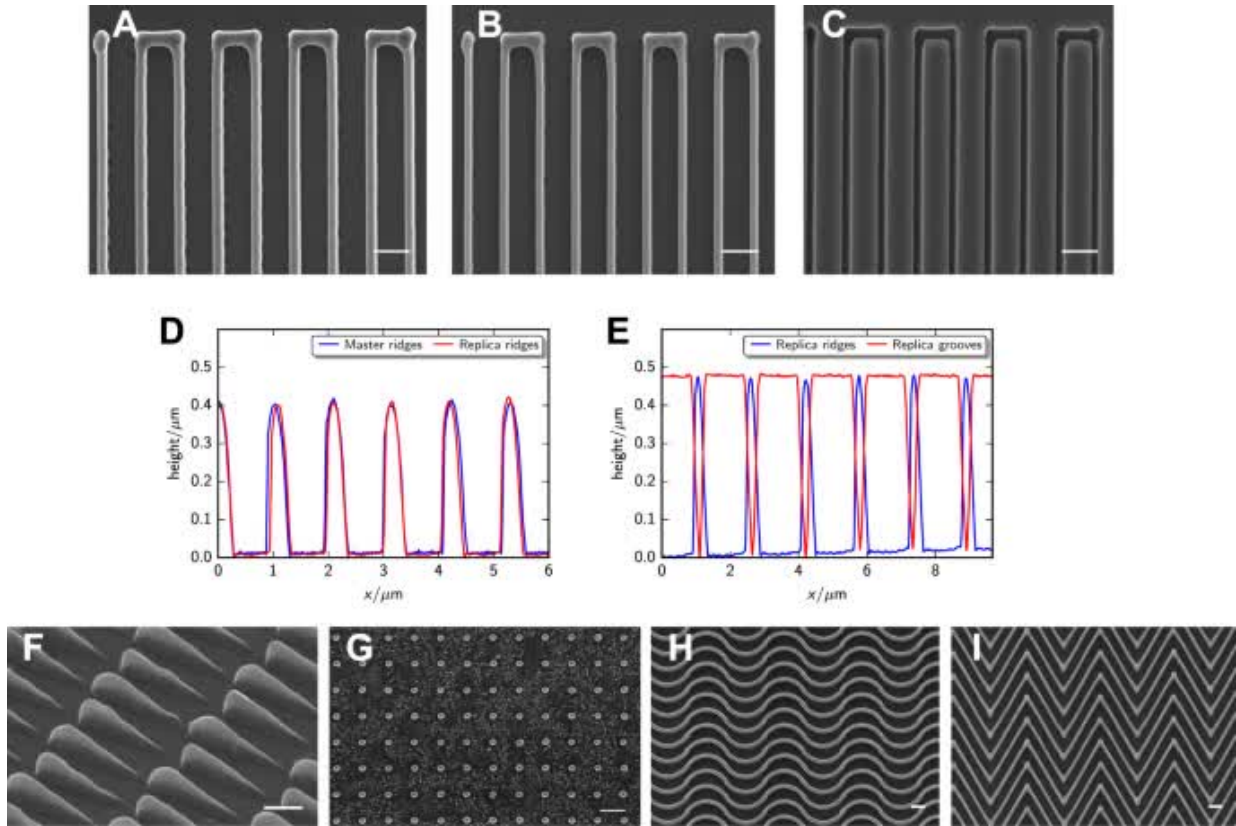 A B C
D E
Master ridges Replica ridges
Replica ridges Replica grooves
height/μm
0.5
0.4
0.3
0.2
0.1
0.0
0 1 2 3 4 5 6
x/μm
height/μm
0.5
0.4
0.3
0.2
0.1
0.0
0 2 4 6 8
x/μm
F G H I